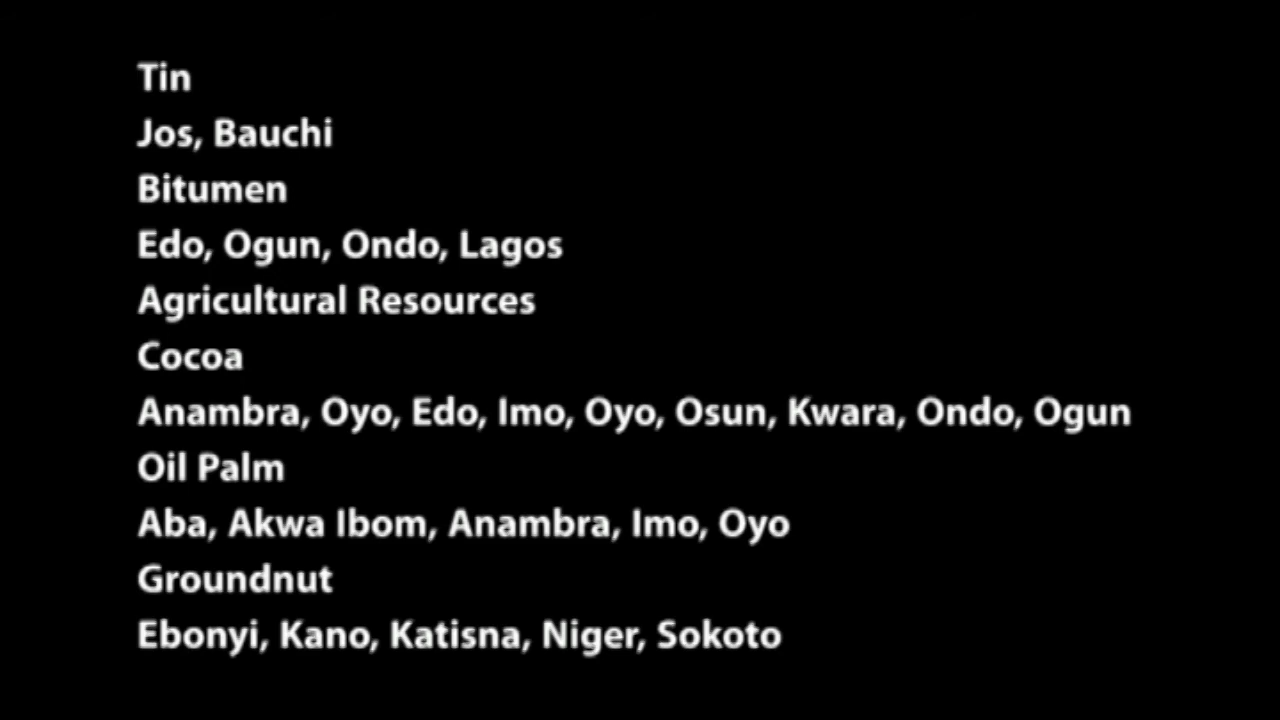 Tin
Jos, Bauchi
Bitumen
Edo, Ogun, Ondo, Lagos
Agricultural Resources
Cocoa
Anambra, Oyo, Edo, Imo, Oyo, Osun, Kwara, Ondo, Ogun
Oil Palm
Aba, Akwa Ibom, Anambra, Imo, Oyo
Groundnut
Ebonyi, Kano, Katisna, Niger, Sokoto